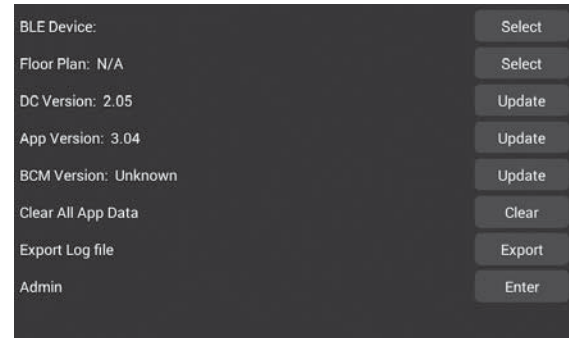 BLE Device: Select
Floor Plan: N/A Select
DC Version: 2.05 Update
App Version: 3.04 Update
BCM Version: Unknown Update
Clear All App Data Clear
Export Log file Export
Admin Enter